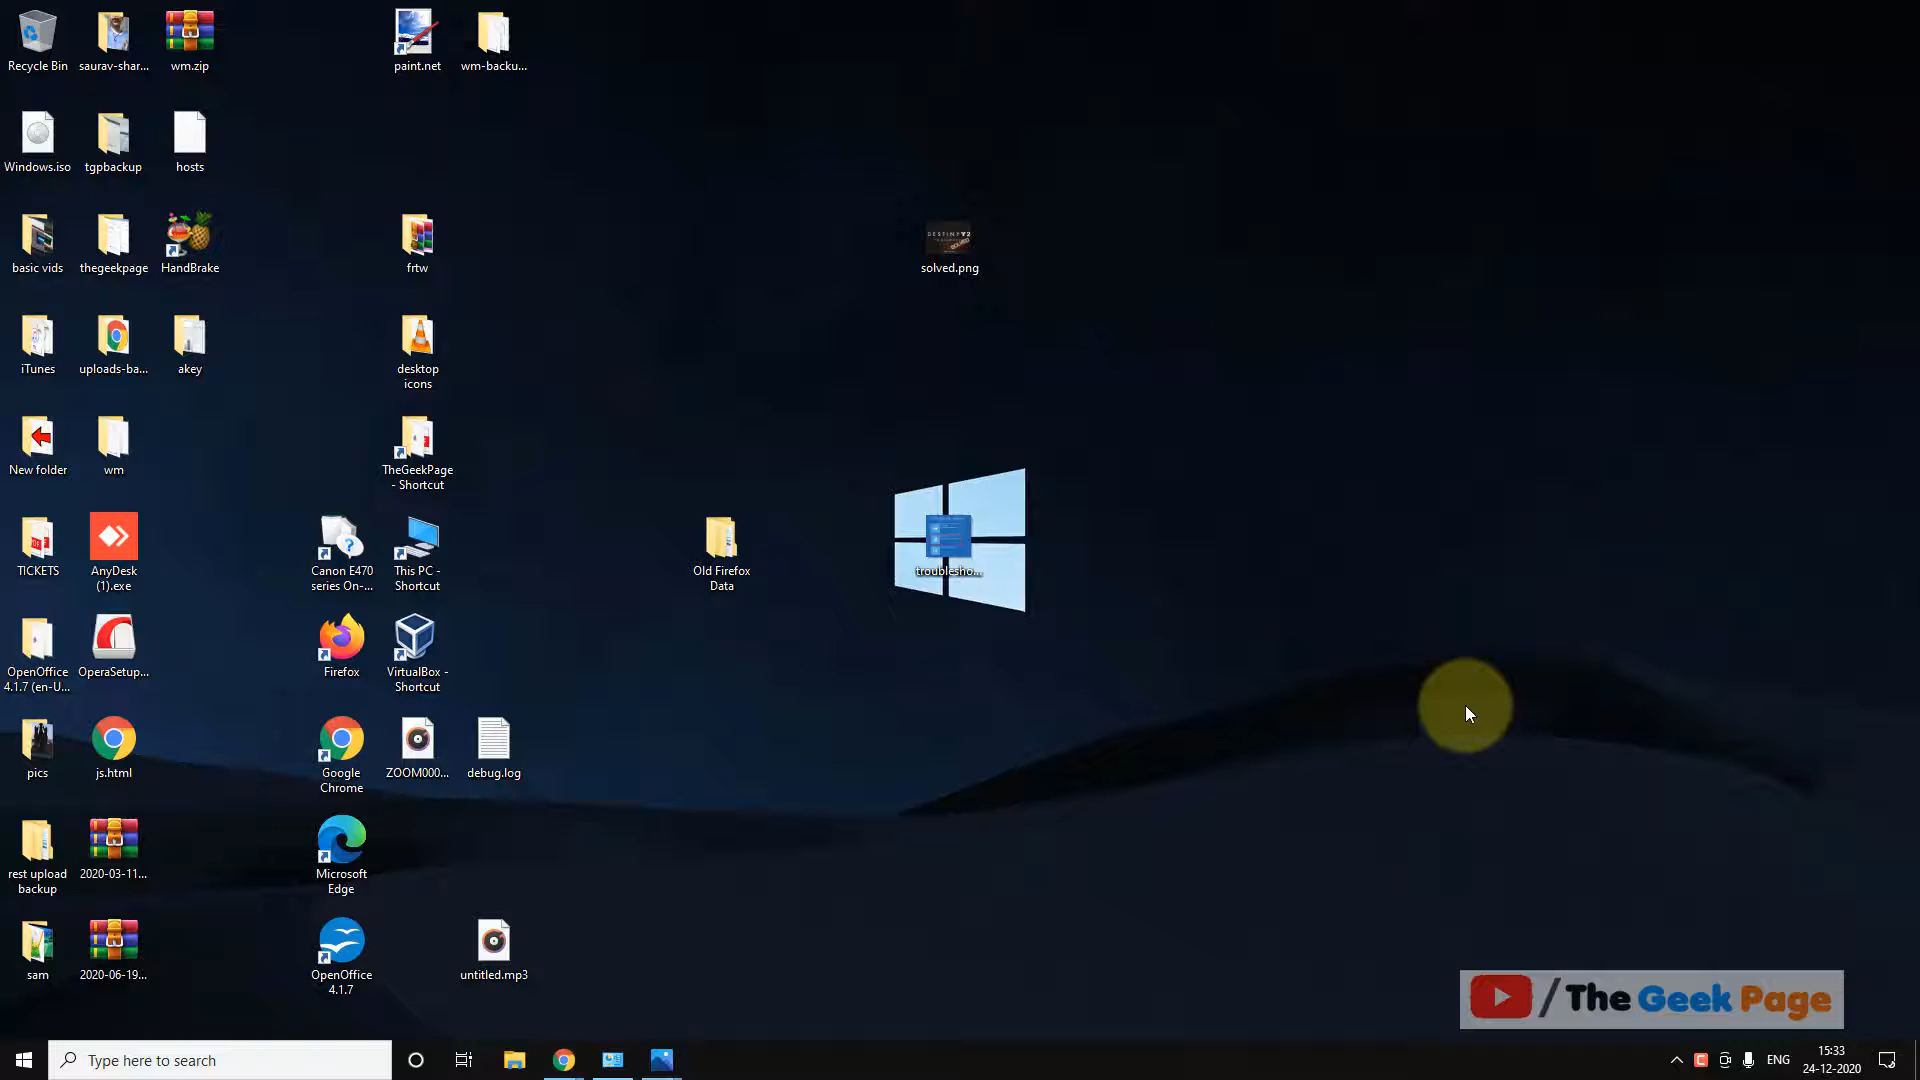 Recycle Bin
saurav-shar...
wm.zip
paint.net
wm-backu...
Windows.iso
tgpbackup
hosts
basic vids
thegeekpage
HandBrake
frtw
DESTINY 2
solved.png
iTunes
uploads-ba...
akey
desktop
icons
New folder
wm
TheGeekPage
- Shortcut
TICKETS
AnyDesk
(1).exe
Canon E470
series On-...
This PC -
Shortcut
Old Firefox
Data
troublesho...
OpenOffice
4.1.7 (en-U...
OperaSetup...
Firefox
VirtualBox -
Shortcut
pics
js.html
Google
Chrome
ZOOM000...
debug.log
rest upload
backup
2020-03-11...
Microsoft
Edge
sam
2020-06-19...
OpenOffice
4.1.7
untitled.mp3
/ The Geek Page
Type here to search
ENG
15:33
24-12-2020